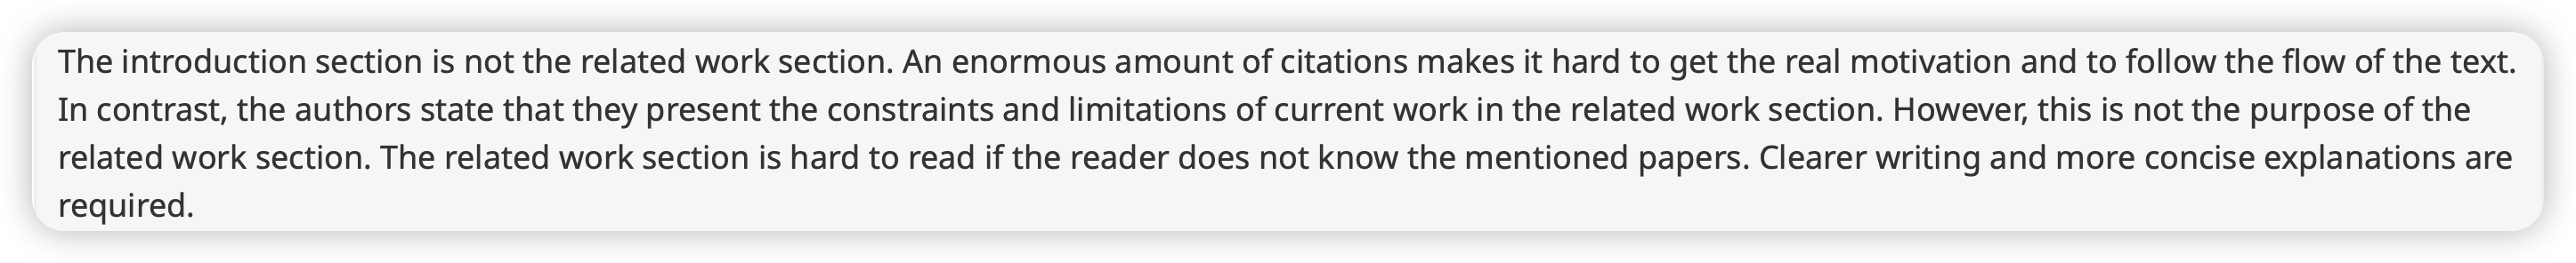 The introduction section is not the related work section. An enormous amount of citations makes it hard to get the real motivation and to follow the flow of the text.
In contrast, the authors state that they present the constraints and limitations of current work in the related work section. However, this is not the purpose of the
related work section. The related work section is hard to read if the reader does not know the mentioned papers. Clearer writing and more concise explanations are
required.